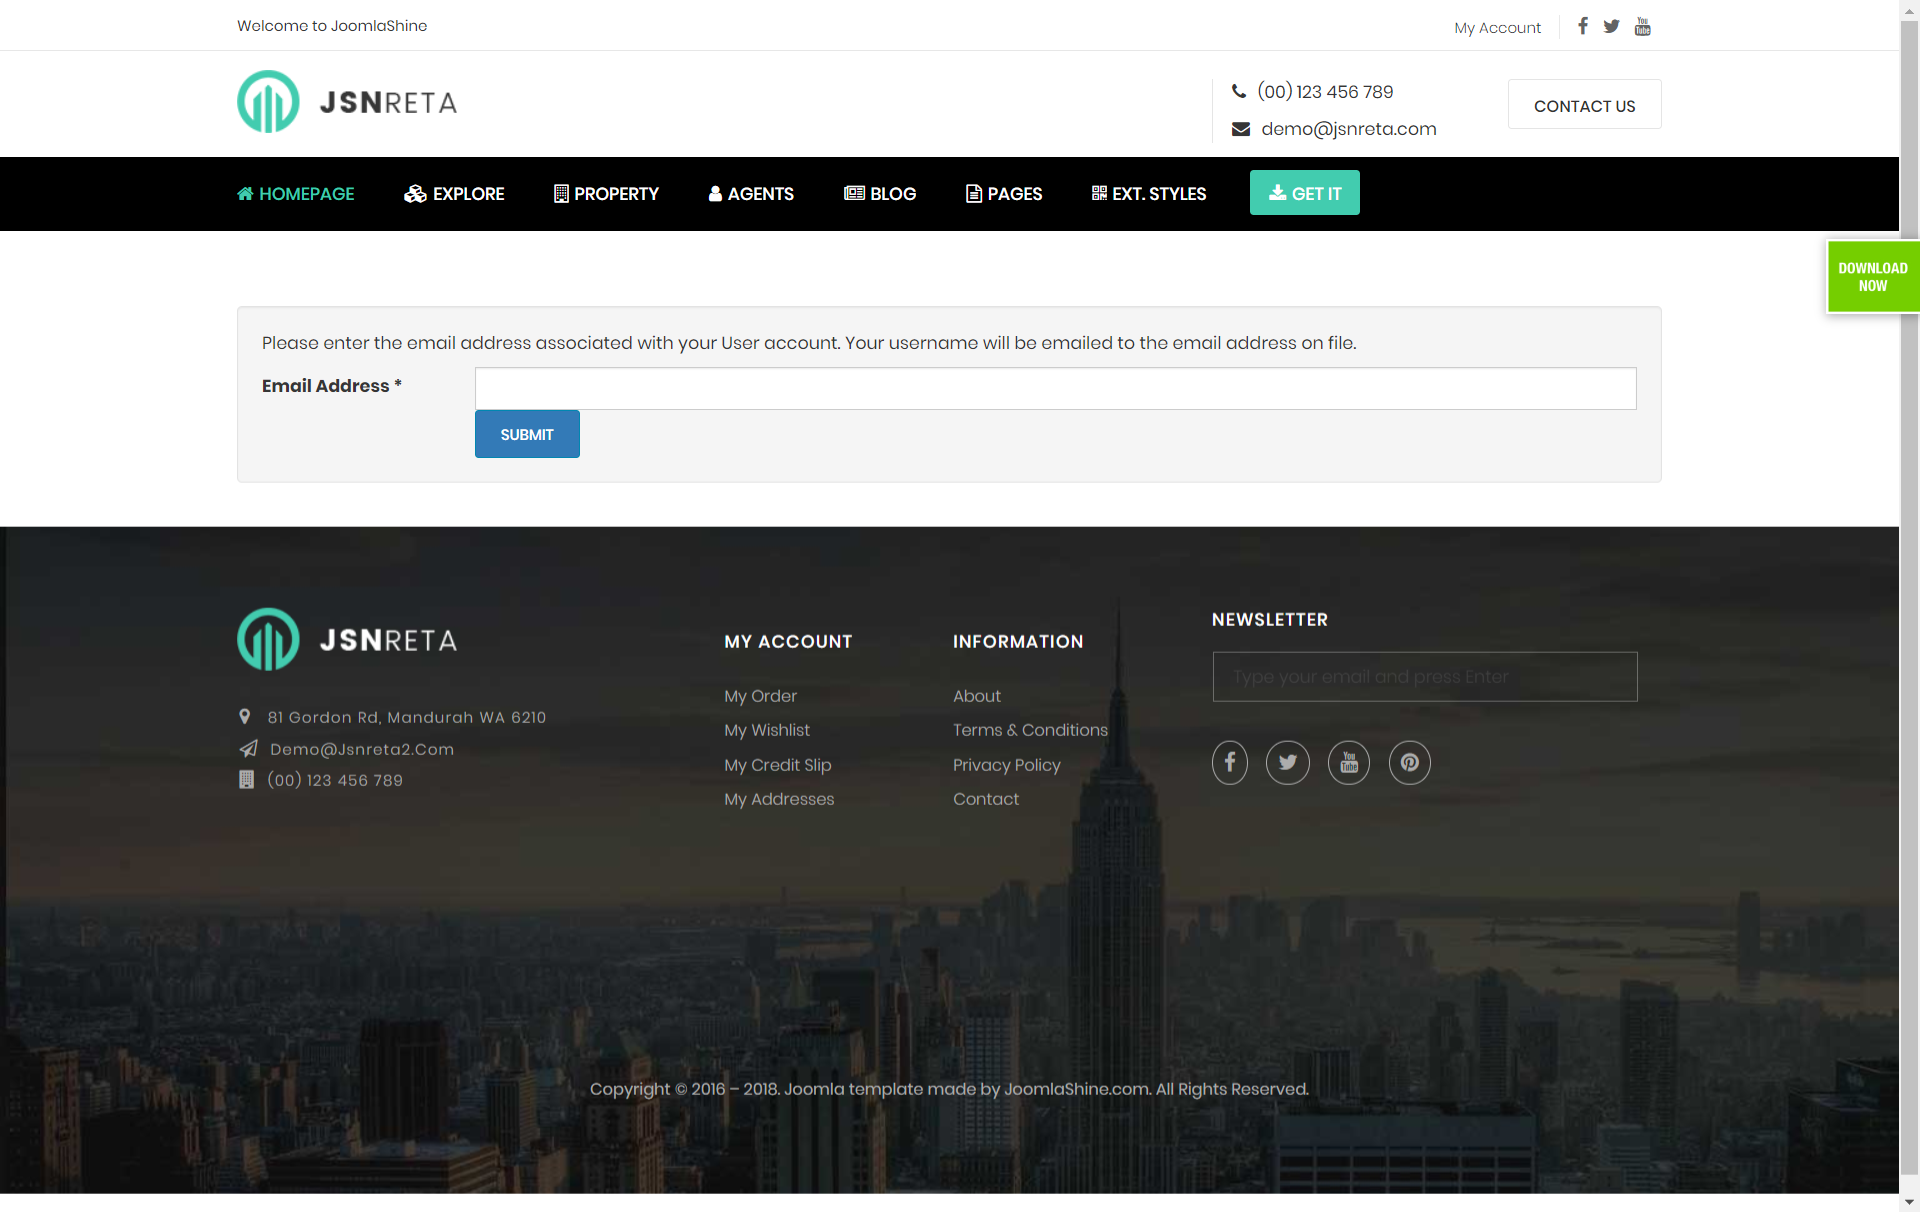 Welcome to JoomlaShine
My Account
JSNRETA
(00) 123 456 789
demo@jsnreta.com
CONTACT US
HOMEPAGE
EXPLORE
PROPERTY
AGENTS
BLOG
PAGES
EXT. STYLES
GET IT
DOWNLOAD
NOW
Please enter the email address associated with your User account. Your username will be emailed to the email address on file.
Email Address *
SUBMIT
JSNRETA
81 Gordon Rd, Mandurah WA 6210
Demo@Jsnreta2.Com
(00) 123 456 789
MY ACCOUNT
My Order
My Wishlist
My Credit Slip
My Addresses
INFORMATION
About
Terms & Conditions
Privacy Policy
Contact
NEWSLETTER
Type your email and press Enter
Copyright © 2016 – 2018. Joomla template made by JoomlaShine.com. All Rights Reserved.